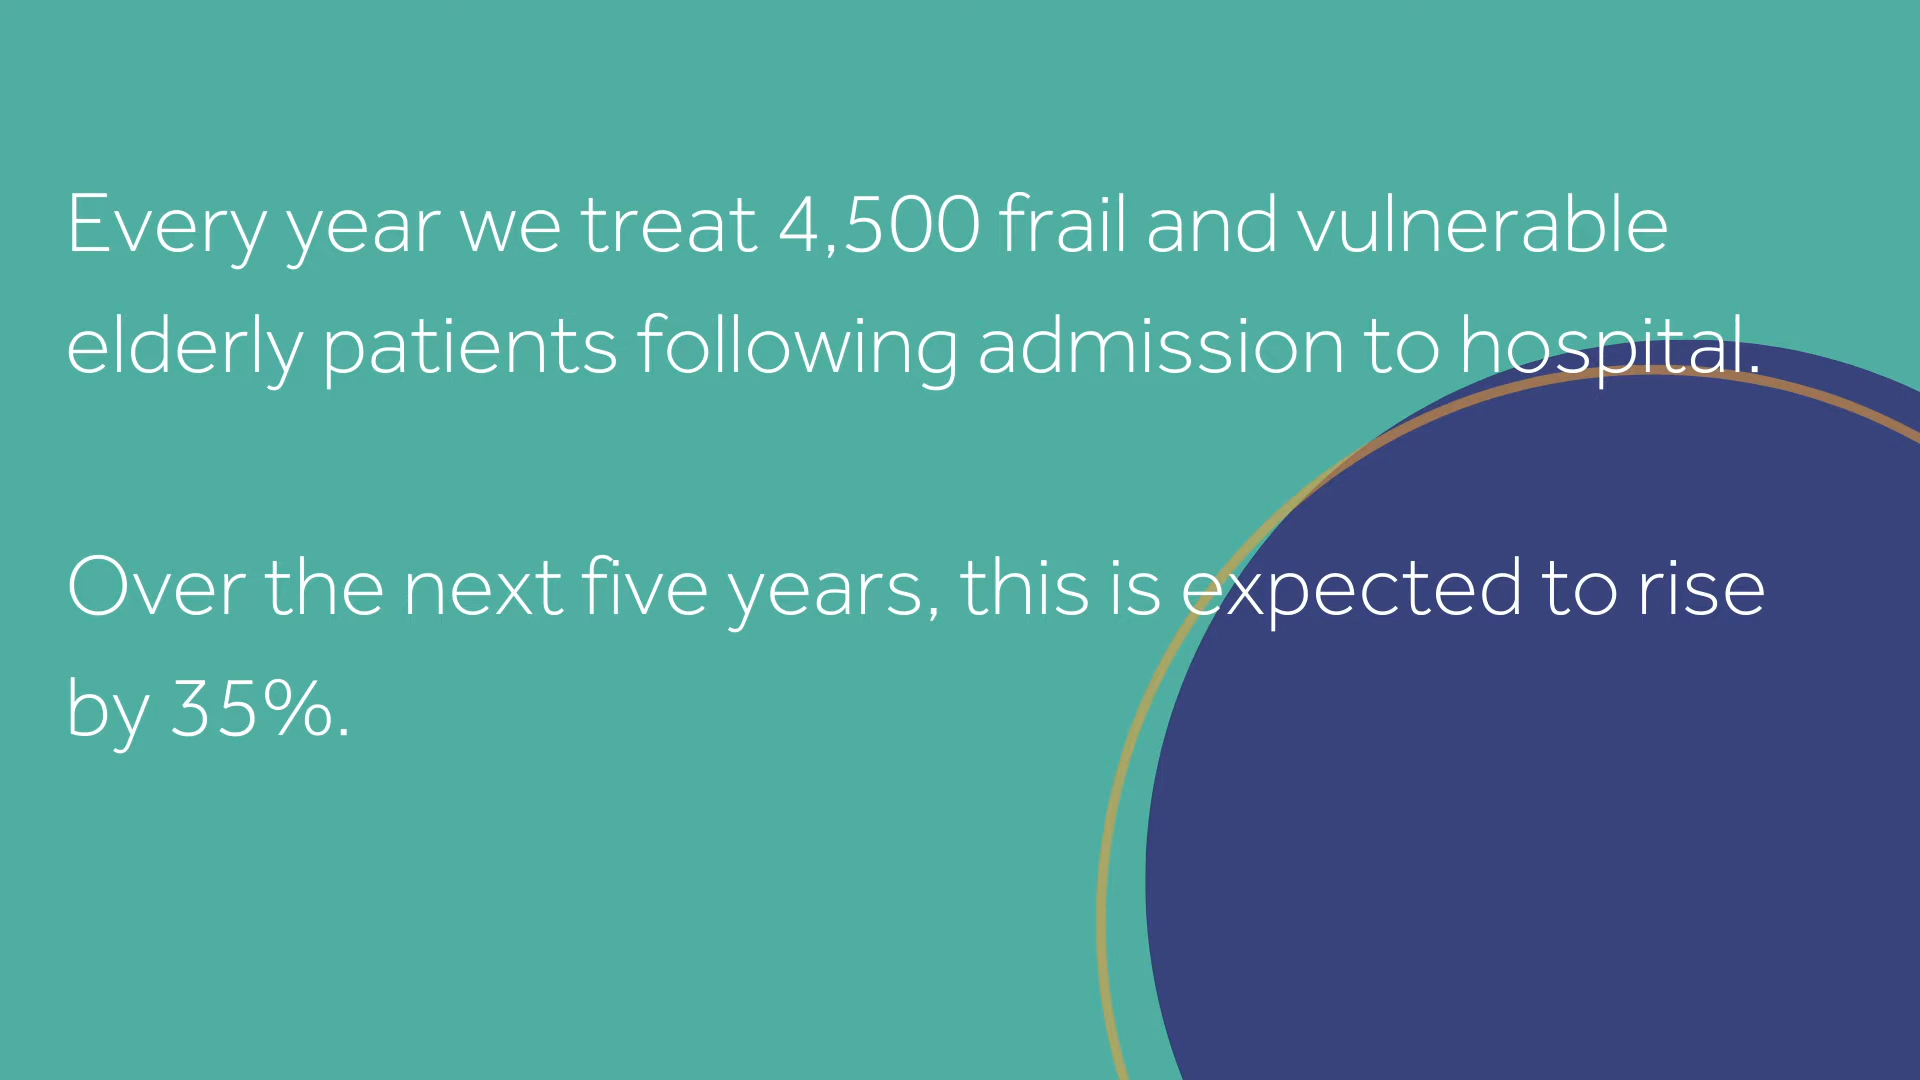 Every year we treat 4,500 frail and vulnerable
elderly patients following admission to hospital.
Over the next five years, this is expected to rise
by 35%.